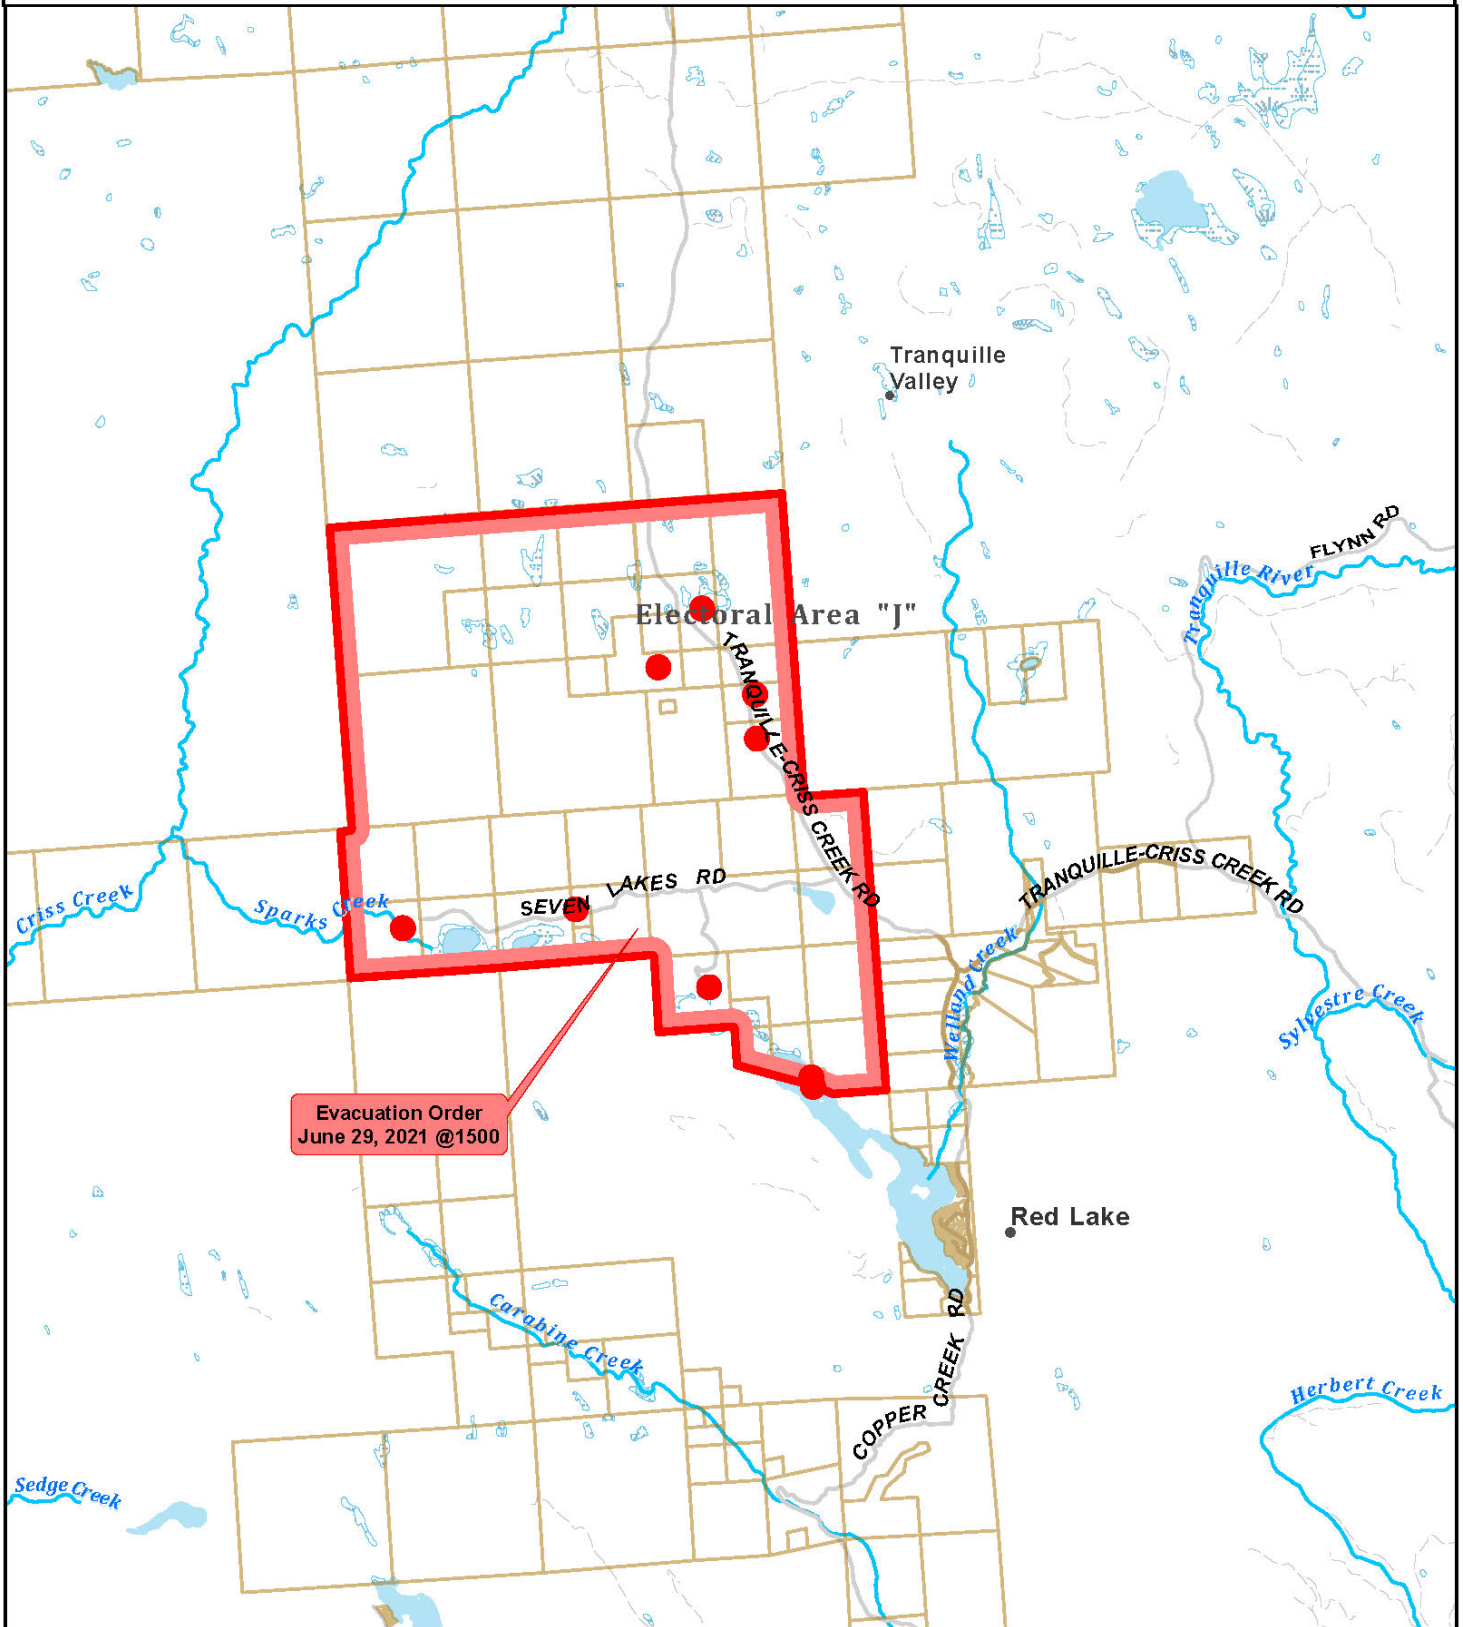 Tranquille
Valley
FLYNN RD
Tranquille River
Electoral Area "J"
TRANQUILLE-CRISS CREEK RD
TRANQUILLE-CRISS CREEK RD
SEVEN LAKES RD
Criss Creek
Sparks Creek
Welland Creek
Sylvestre Creek
Evacuation Order
June 29, 2021 @1500
Red Lake
Carabine Creek
COPPER CREEK RD
Herbert Creek
Sedge Creek